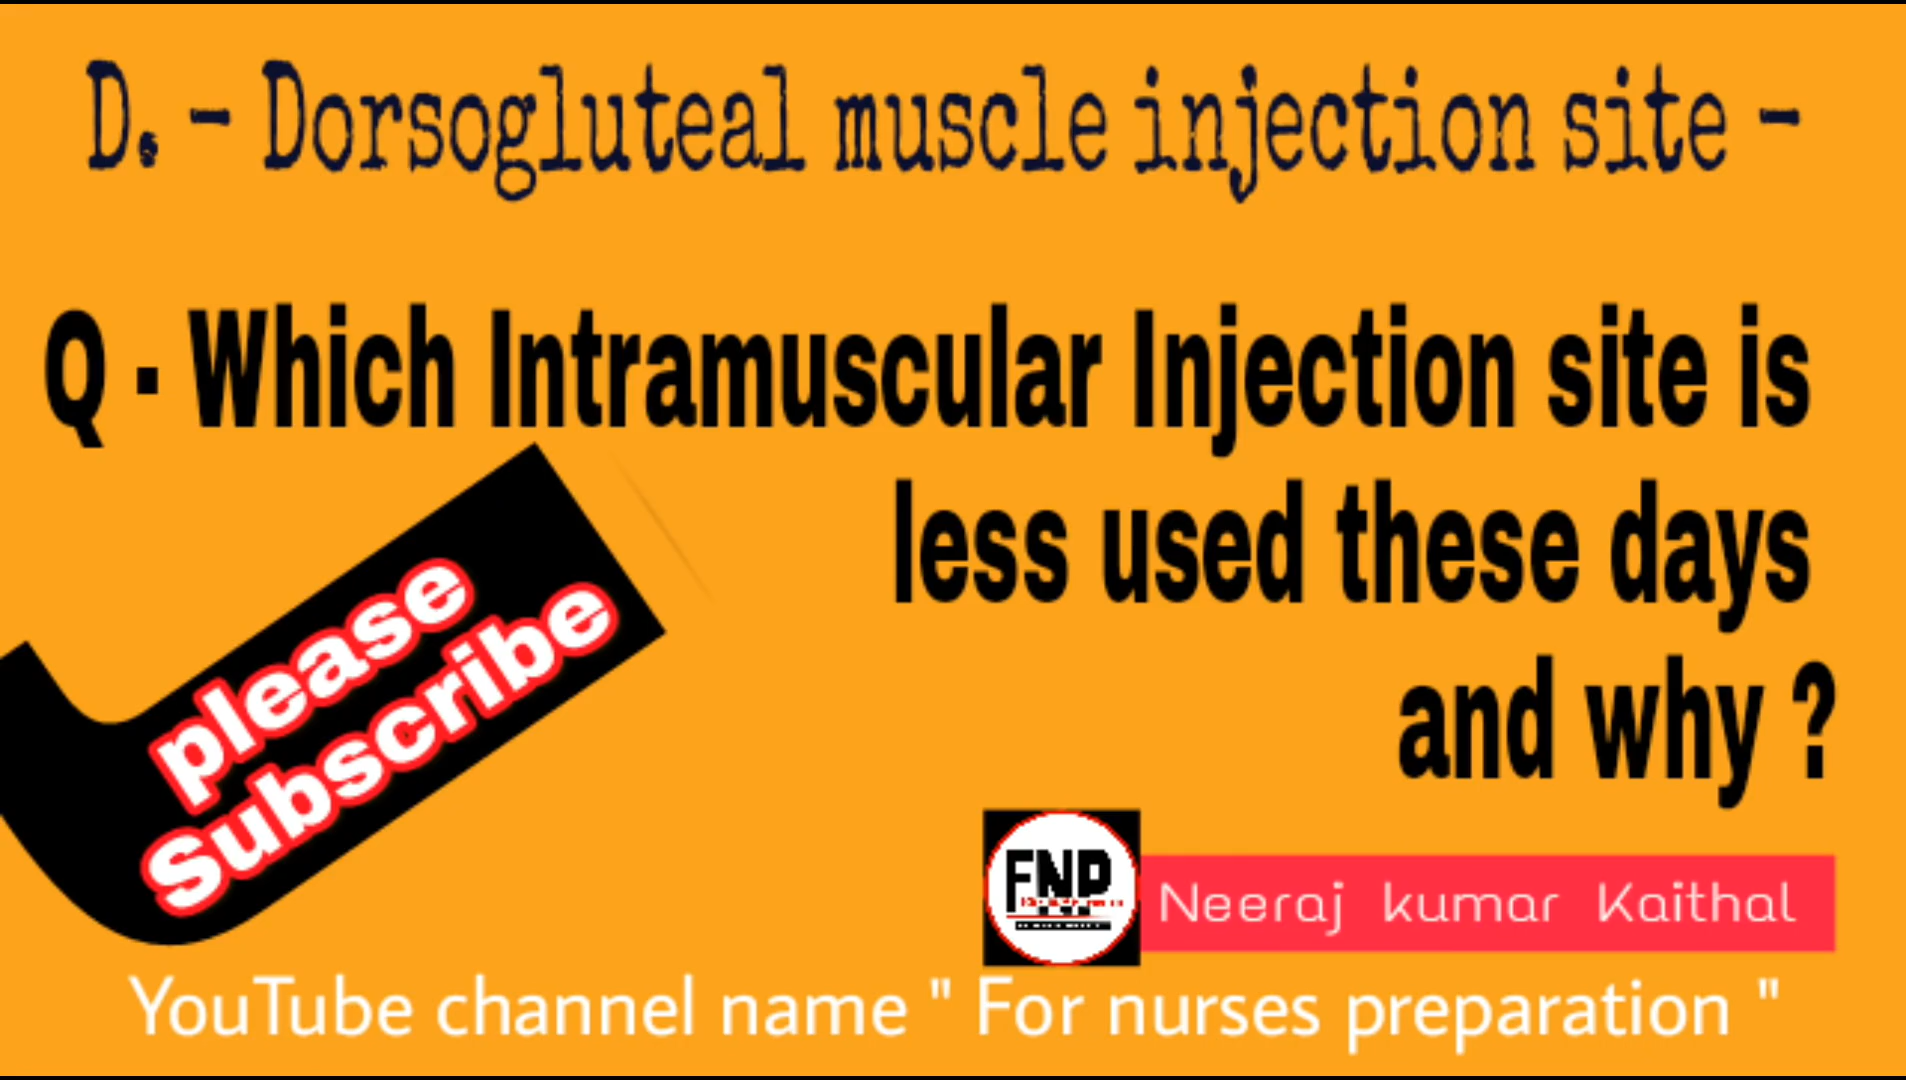 D. - Dorsogluteal muscle injection site -
Q - Which Intramuscular Injection site is
less used these days
and why ?
please
Subscribe
FNP
Neeraj kumar Kaithal
YouTube channel name " For nurses preparation "